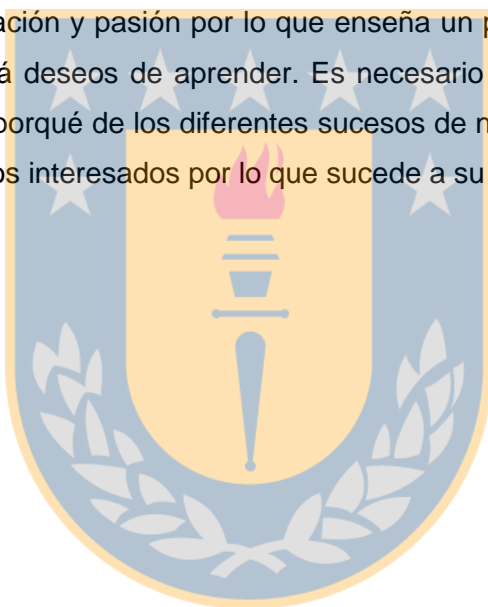 ación y pasión por lo que enseña un
á deseos de aprender. Es necesario
porqué de los diferentes sucesos de
os interesados por lo que sucede a su